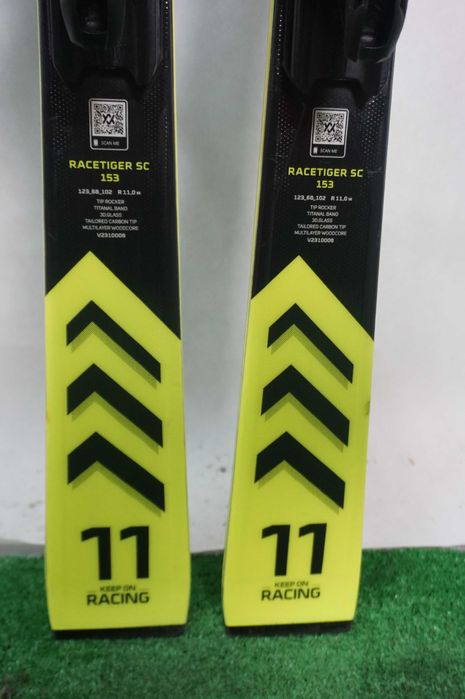 SCAN ME
RACETIGER SC
153
123_68_102 R 11.0 M
TIP ROCKER
TITANAL BAND
3D.GLASS
TAILORED CARBON TIP
MULTILAYER WOODCORE
V2310009
11
KEEP ON
RACING
SCAN ME
RACETIGER SC
153
123_68_102 R 11.0 M
TIP ROCKER
TITANAL BAND
3D.GLASS
TAILORED CARBON TIP
MULTILAYER WOODCORE
V2310009
11
KEEP ON
RACING